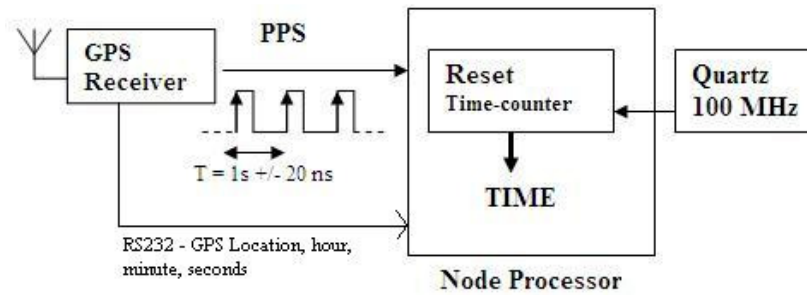 GPS
Receiver
PPS
T = 1s +/- 20 ns
RS232 - GPS Location, hour,
minute, seconds
Reset
Time-counter
TIME
Quartz
100 MHz
Node Processor